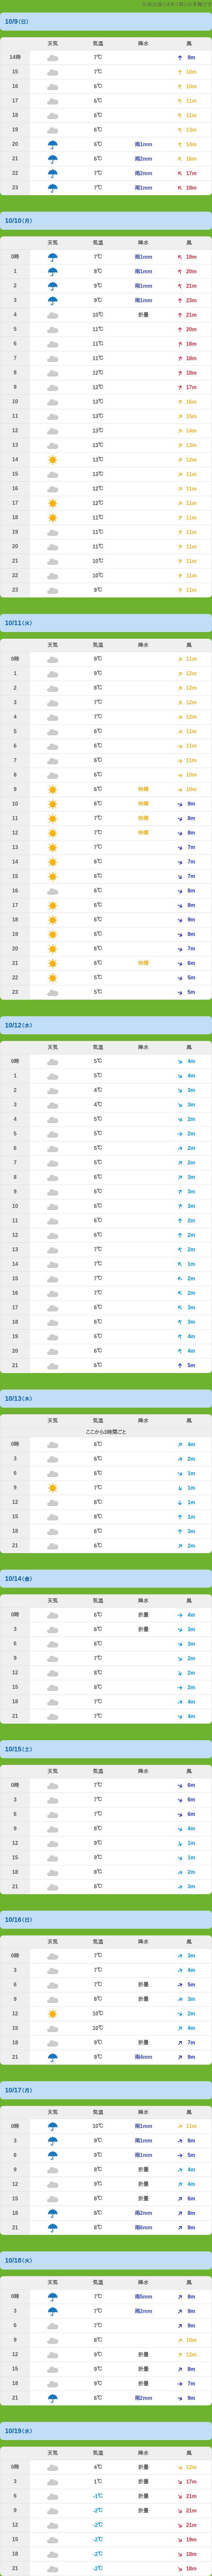 10/9(日)
天気 気温 降水 風
14時 7℃ 9m
15 7℃ 10m
16 6℃ 10m
17 6℃ 11m
18 6℃ 11m
19 6℃ 13m
20 6℃ 雨1mm 14m
21 6℃ 雨2mm 16m
22 7℃ 雨2mm 17m
23 7℃ 雨1mm 18m
10/10(月)
天気 気温 降水 風
0時 7℃ 雨1mm 19m
1 8℃ 雨1mm 20m
2 9℃ 雨1mm 21m
3 9℃ 雨1mm 23m
4 10℃ 折畳 21m
5 11℃ 20m
6 11℃ 18m
7 11℃ 18m
8 12℃ 18m
9 12℃ 17m
10 13℃ 16m
11 13℃ 15m
12 13℃ 14m
13 13℃ 13m
14 13℃ 12m
15 13℃ 11m
16 12℃ 11m
17 12℃ 11m
18 11℃ 11m
19 11℃ 11m
20 11℃ 11m
21 10℃ 11m
22 10℃ 11m
23 9℃ 11m
10/11(火)
天気 気温 降水 風
0時 9℃ 11m
1 9℃ 12m
2 8℃ 12m
3 7℃ 12m
4 7℃ 12m
5 6℃ 11m
6 6℃ 11m
7 6℃ 11m
8 6℃ 10m
9 6℃ 快晴 10m
10 6℃ 快晴 9m
11 7℃ 快晴 8m
12 7℃ 快晴 8m
13 7℃ 7m
14 6℃ 7m
15 6℃ 7m
16 6℃ 8m
17 6℃ 8m
18 6℃ 9m
19 6℃ 8m
20 6℃ 7m
21 6℃ 快晴 6m
22 5℃ 5m
23 5℃ 5m
10/12(水)
天気 気温 降水 風
0時 5℃ 4m
1 5℃ 4m
2 4℃ 3m
3 4℃ 3m
4 5℃ 2m
5 5℃ 2m
6 5℃ 2m
7 5℃ 2m
8 6℃ 3m
9 6℃ 3m
10 6℃ 3m
11 6℃ 2m
12 6℃ 2m
13 7℃ 2m
14 7℃ 1m
15 7℃ 2m
16 7℃ 2m
17 6℃ 3m
18 6℃ 3m
19 6℃ 4m
20 6℃ 4m
21 6℃ 5m
10/13(木)
天気 気温 降水 風
ここから3時間ごと
0時 6℃ 4m
3 6℃ 2m
6 6℃ 1m
9 7℃ 1m
12 8℃ 1m
15 8℃ 1m
18 6℃ 3m
21 6℃ 2m
10/14(金)
天気 気温 降水 風
0時 6℃ 折畳 4m
3 6℃ 折畳 3m
6 6℃ 3m
9 7℃ 2m
12 8℃ 2m
15 8℃ 2m
18 7℃ 4m
21 7℃ 4m
10/15(土)
天気 気温 降水 風
0時 7℃ 6m
3 7℃ 6m
6 7℃ 6m
9 8℃ 4m
12 9℃ 1m
15 9℃ 1m
18 8℃ 2m
21 8℃ 3m
10/16(日)
天気 気温 降水 風
0時 7℃ 3m
3 7℃ 4m
6 7℃ 折畳 5m
9 8℃ 折畳 3m
12 10℃ 2m
15 10℃ 4m
18 9℃ 折畳 7m
21 9℃ 雨4mm 9m
10/17(月)
天気 気温 降水 風
0時 10℃ 雨1mm 11m
3 9℃ 雨1mm 8m
6 9℃ 雨1mm 5m
9 9℃ 折畳 4m
12 9℃ 折畳 4m
15 8℃ 折畳 6m
18 8℃ 雨2mm 8m
21 8℃ 雨6mm 8m
10/18(火)
天気 気温 降水 風
0時 7℃ 雨5mm 8m
3 7℃ 雨2mm 9m
6 7℃ 9m
9 8℃ 10m
12 9℃ 折畳 12m
15 9℃ 折畳 8m
18 9℃ 折畳 7m
21 6℃ 雨2mm 9m
10/19(水)
天気 気温 降水 風
0時 4℃ 折畳 12m
3 1℃ 折畳 17m
6 -1℃ 折畳 21m
9 -2℃ 折畳 21m
12 -2℃ 21m
15 -2℃ 19m
18 -2℃ 18m
21 -2℃ 18m